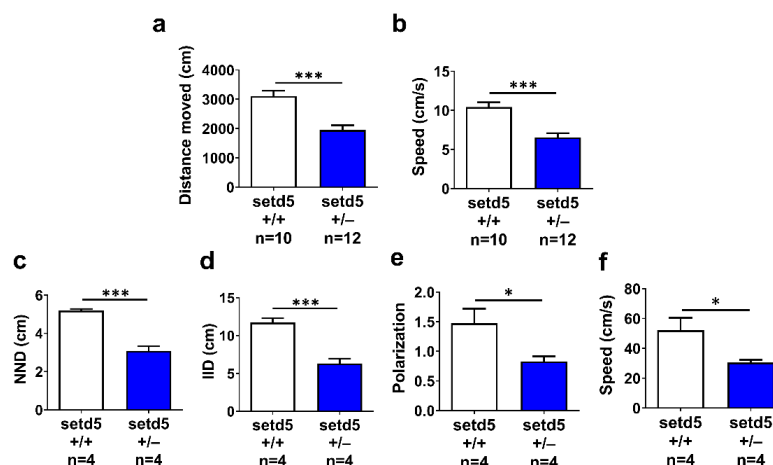 a
b
Distance moved (cm)
4000
3000
2000
1000
0
***
setd5 setd5
+/+ +/−
n=10 n=12
Speed (cm/s)
15
10
5
0
***
setd5 setd5
+/+ +/−
n=10 n=12
c
d
e
f
NND (cm)
6
4
2
0
***
setd5 setd5
+/+ +/−
n=4 n=4
IID (cm)
15
10
5
0
***
setd5 setd5
+/+ +/−
n=4 n=4
Polarization
2.0
1.5
1.0
0.5
0.0
*
setd5 setd5
+/+ +/−
n=4 n=4
Speed (cm/s)
80
60
40
20
0
*
setd5 setd5
+/+ +/−
n=4 n=4